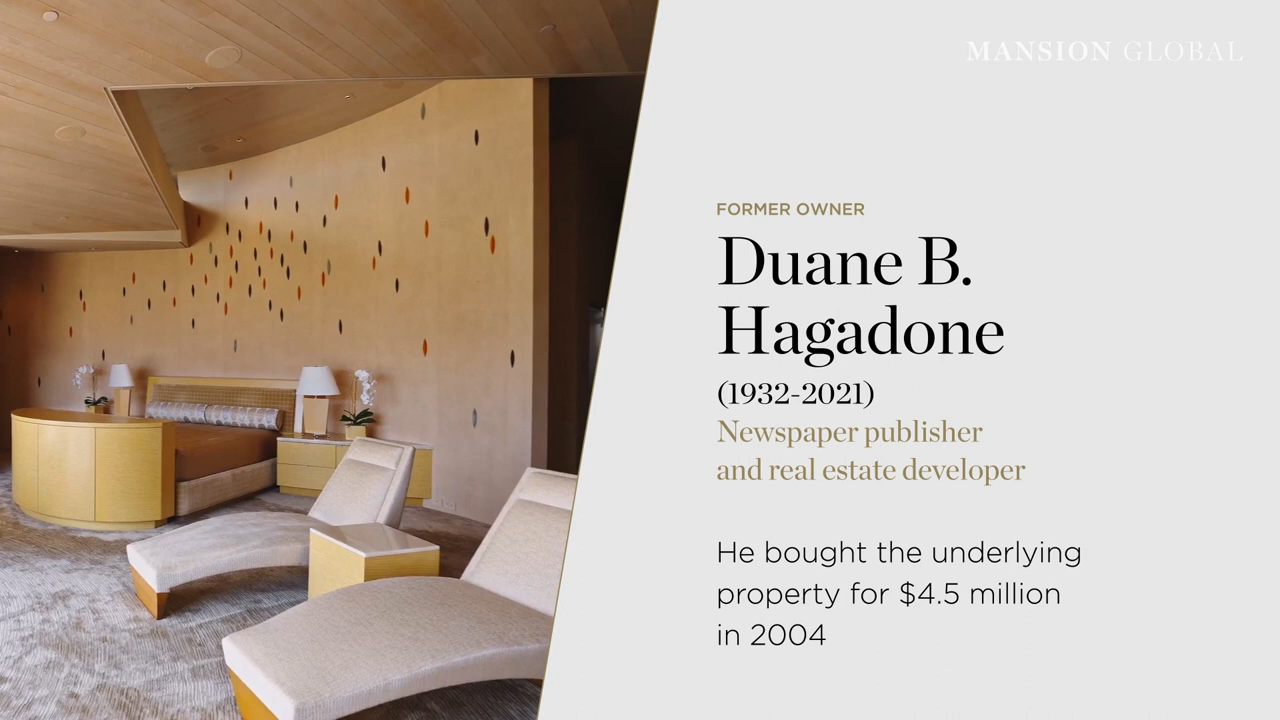 MANSION GLOBAL
FORMER OWNER
Duane B.
Hagadone
(1932-2021)
Newspaper publisher
and real estate developer
He bought the underlying
property for $4.5 million
in 2004